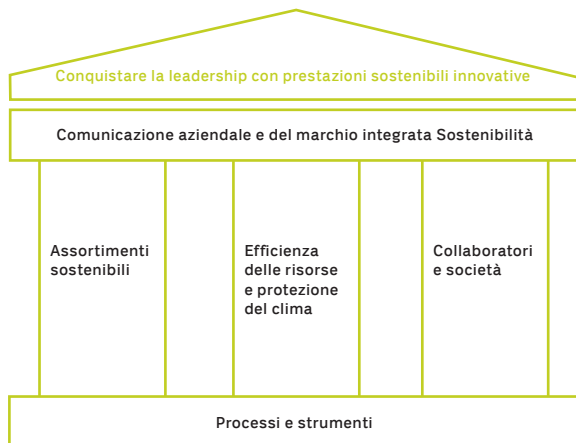 Conquistare la leadership con prestazioni sostenibili innovative
Comunicazione aziendale e del marchio integrata Sostenibilità
Assortimenti
sostenibili
Efficienza
delle risorse
e protezione
del clima
Collaboratori
e società
Processi e strumenti